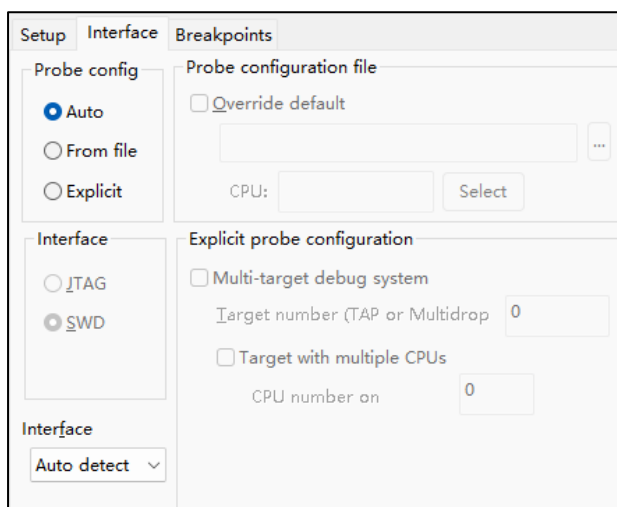 Setup Interface Breakpoints
Probe config
Auto
From file
Explicit
Probe configuration file
Override default
...
CPU: Select
Interface
JTAG
SWD
Explicit probe configuration
Multi-target debug system
Target number (TAP or Multidrop 0
Target with multiple CPUs
CPU number on 0
Interface
Auto detect